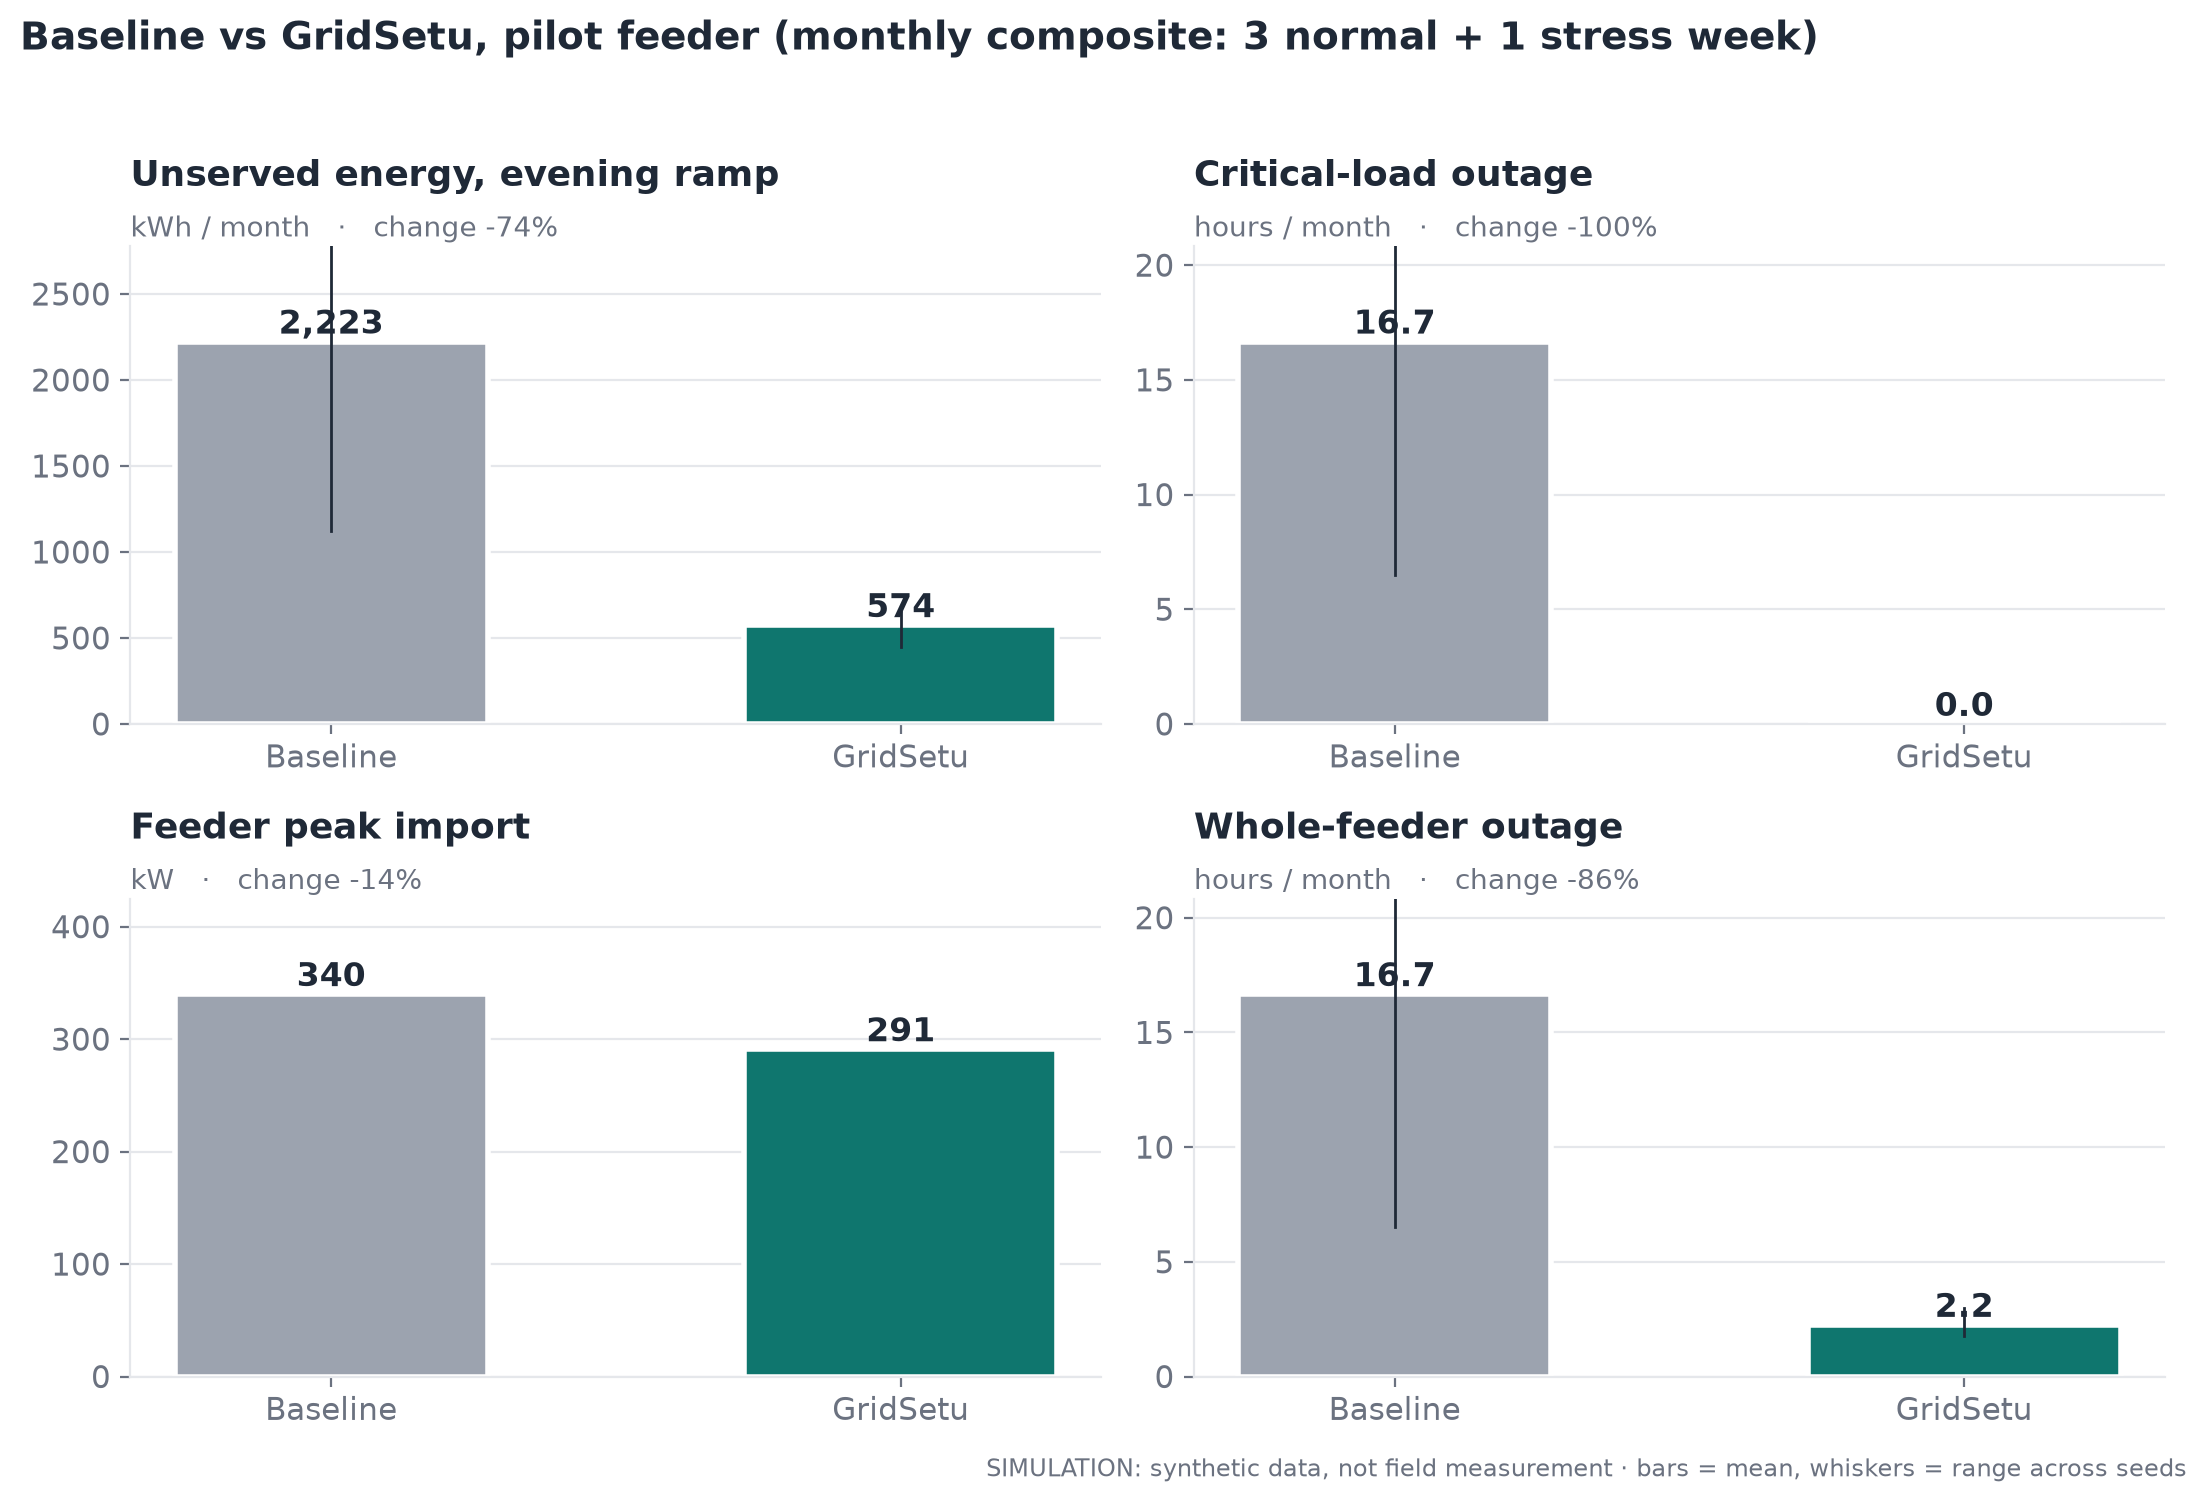 Baseline vs GridSetu, pilot feeder (monthly composite: 3 normal + 1 stress week)
Unserved energy, evening ramp
kWh / month · change -74%
2500
2000
1500
1000
500
0
2,223
574
Baseline
GridSetu
Critical-load outage
hours / month · change -100%
20
15
10
5
0
16.7
0.0
Baseline
GridSetu
Feeder peak import
kW · change -14%
400
300
200
100
0
340
291
Baseline
GridSetu
Whole-feeder outage
hours / month · change -86%
20
15
10
5
0
16.7
2.2
Baseline
GridSetu
SIMULATION: synthetic data, not field measurement · bars = mean, whiskers = range across seeds